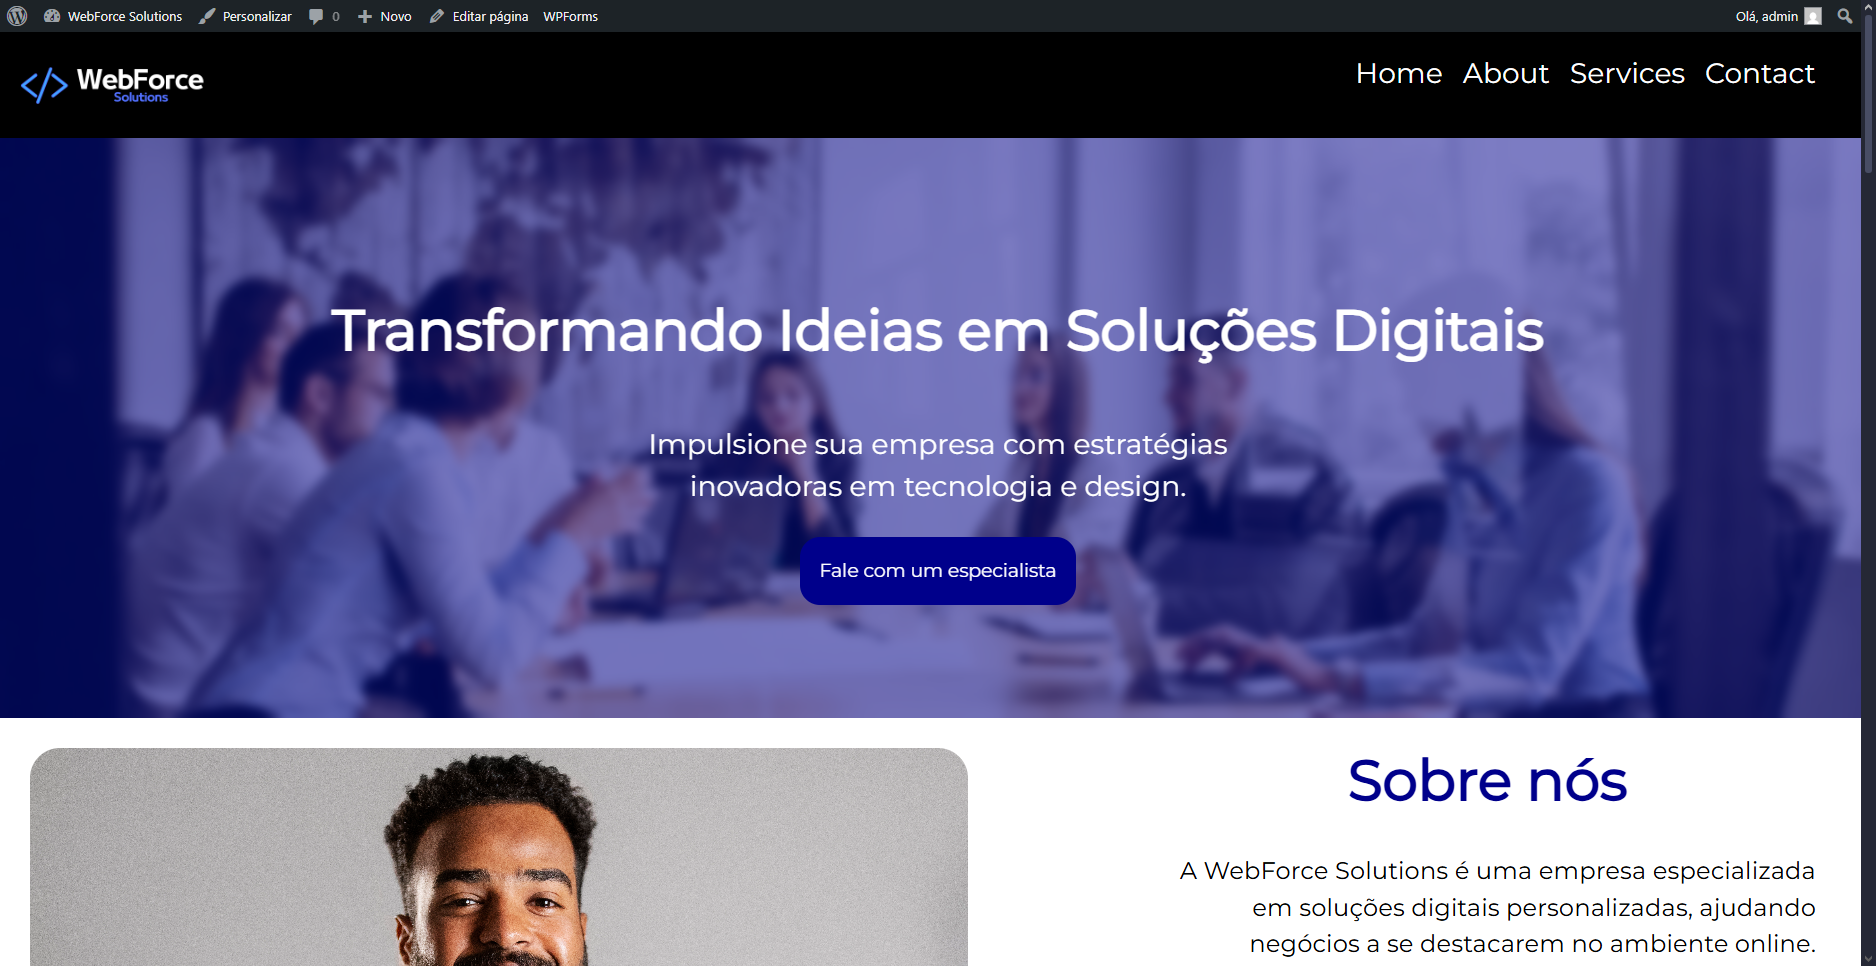 WebForce Solutions Personalizar 0 Novo Editar página WPForms Olá, admin
WebForce
Solutions
Home About Services Contact
Transformando Ideias em Soluções Digitais
Impulsione sua empresa com estratégias
inovadoras em tecnologia e design.
Fale com um especialista
Sobre nós
A WebForce Solutions é uma empresa especializada
em soluções digitais personalizadas, ajudando
negócios a se destacarem no ambiente online.